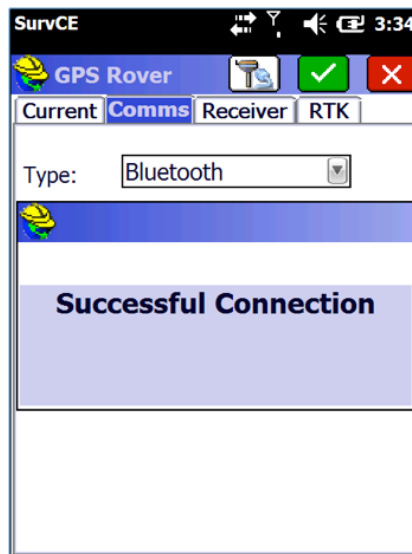 SurvCE 3:34
GPS Rover
Current Comms Receiver RTK
Type: Bluetooth
Successful Connection